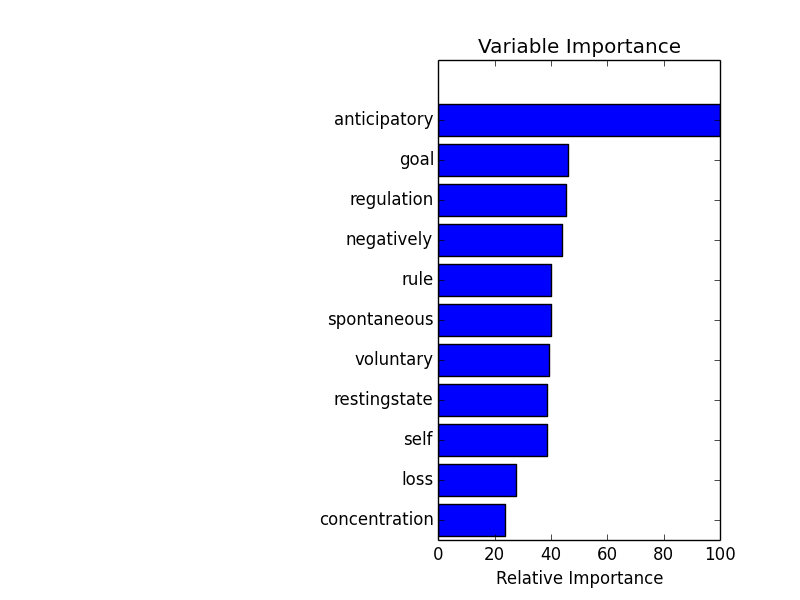 Variable Importance
anticipatory
goal
regulation
negatively
rule
spontaneous
voluntary
restingstate
self
loss
concentration
0 20 40 60 80 100
Relative Importance